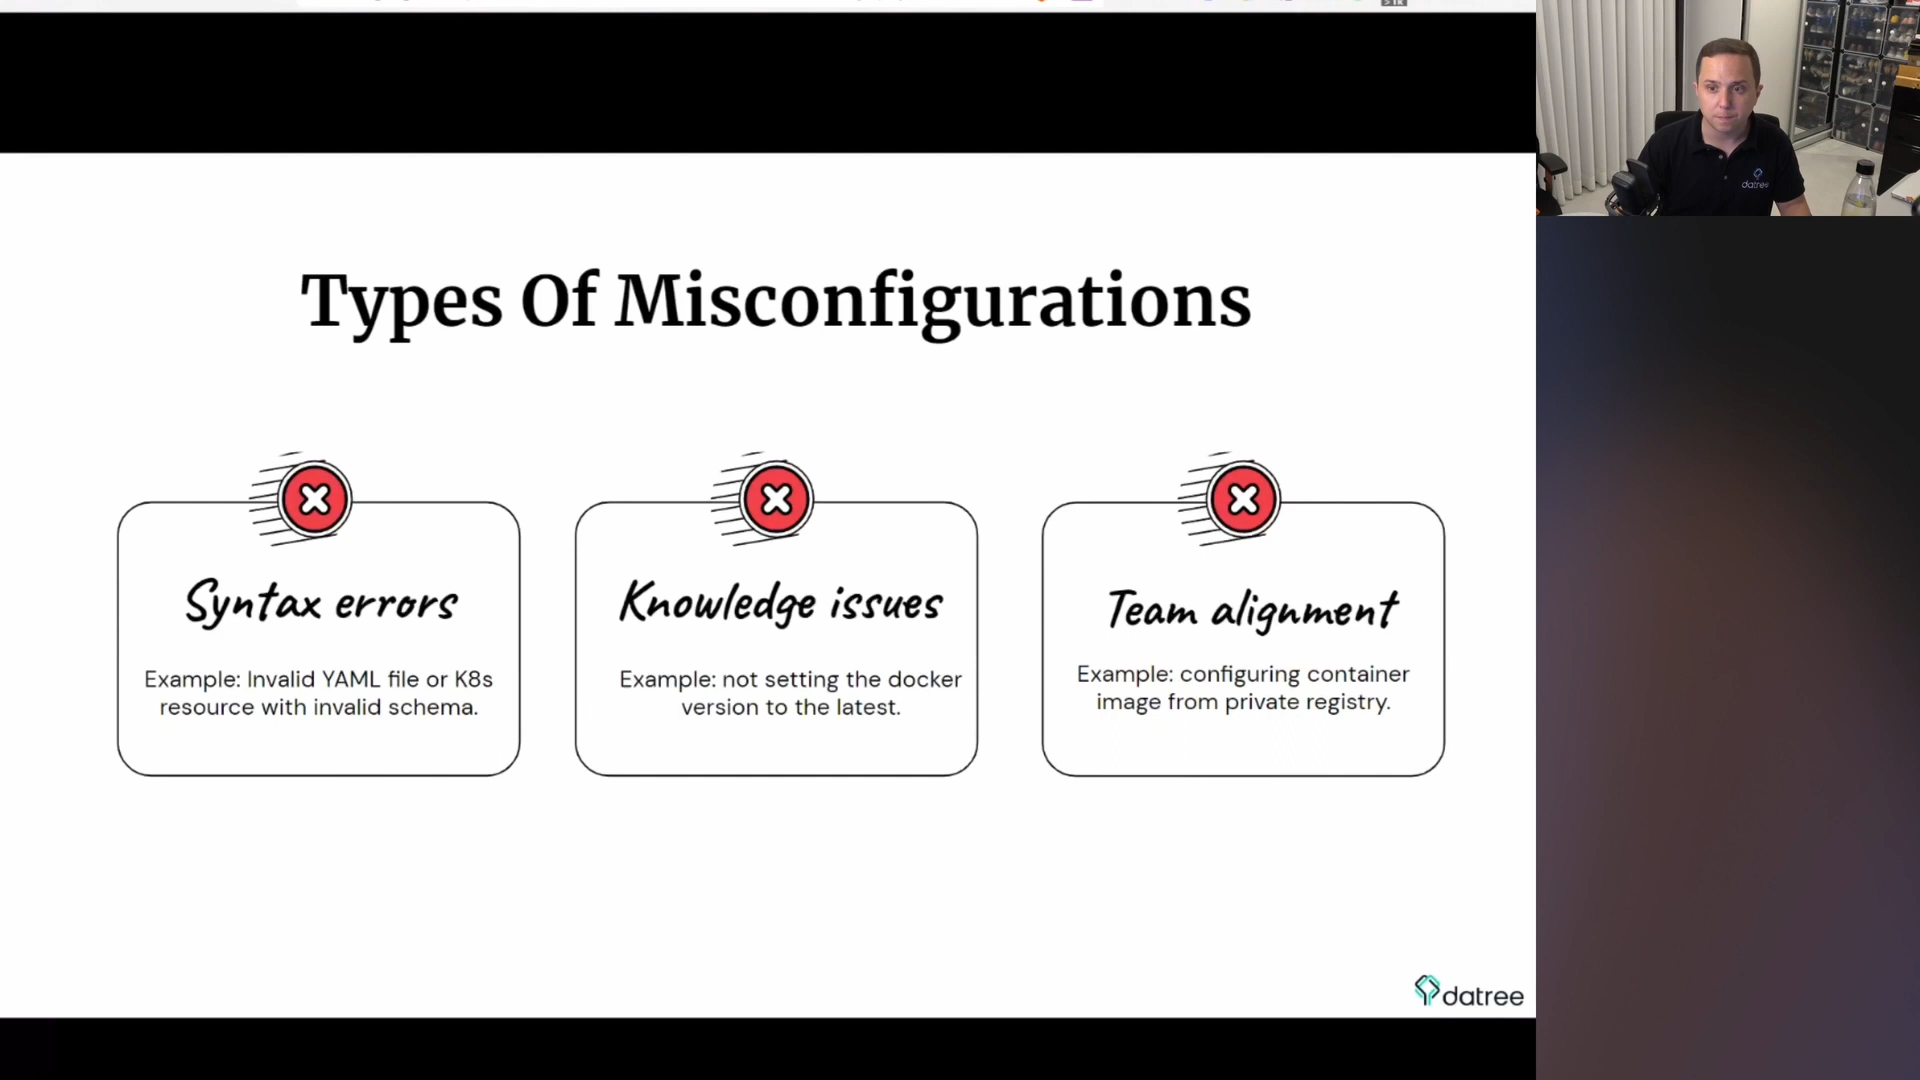 Types Of Misconfigurations
Syntax errors
Example: Invalid YAML file or K8s
resource with invalid schema.
Knowledge issues
Example: not setting the docker
version to the latest.
Team alignment
Example: configuring container
image from private registry.
datree
datree